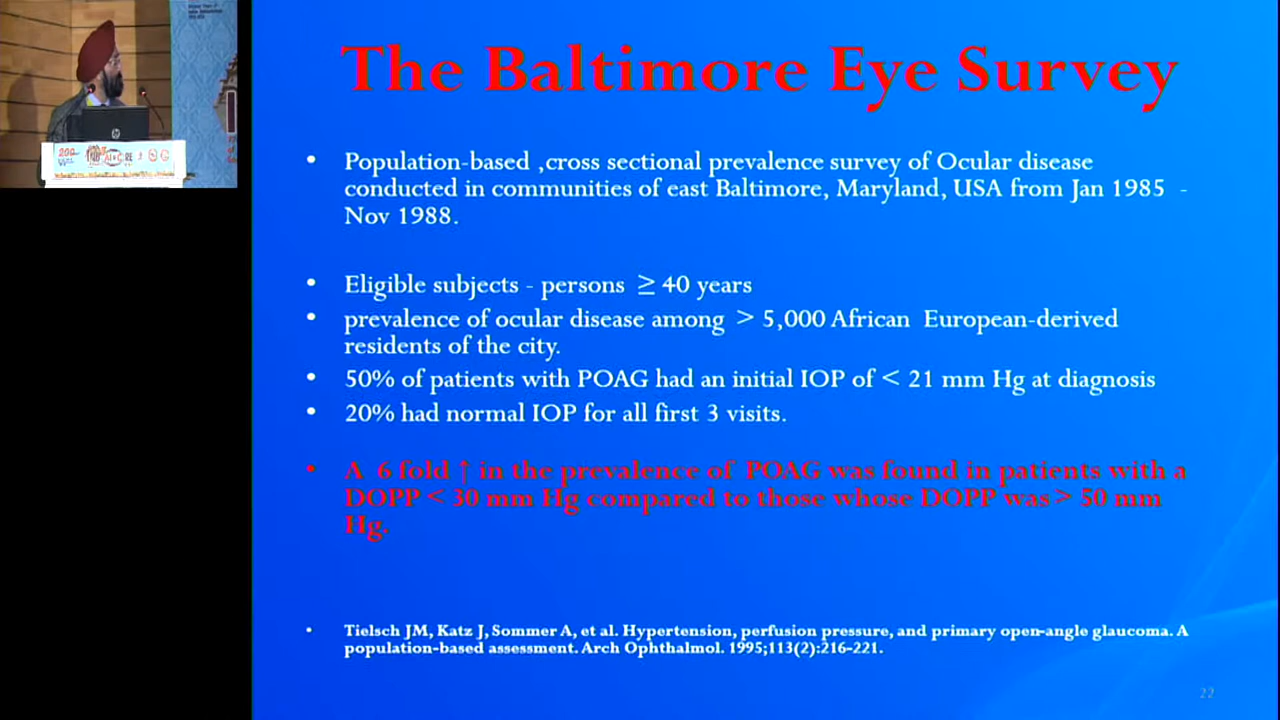 The Baltimore Eye Survey
• Population-based ,cross sectional prevalence survey of Ocular disease
conducted in communities of east Baltimore, Maryland, USA from Jan 1985 -
Nov 1988.
• Eligible subjects - persons ≥ 40 years
• prevalence of ocular disease among > 5,000 African European-derived
residents of the city.
• 50% of patients with POAG had an initial IOP of < 21 mm Hg at diagnosis
• 20% had normal IOP for all first 3 visits.
• A 6 fold ↑ in the prevalence of POAG was found in patients with a
DOPP < 30 mm Hg compared to those whose DOPP was > 50 mm
Hg.
• Tielsch JM, Katz J, Sommer A, et al. Hypertension, perfusion pressure, and primary open-angle glaucoma. A
population-based assessment. Arch Ophthalmol. 1995;113(2):216-221.
22